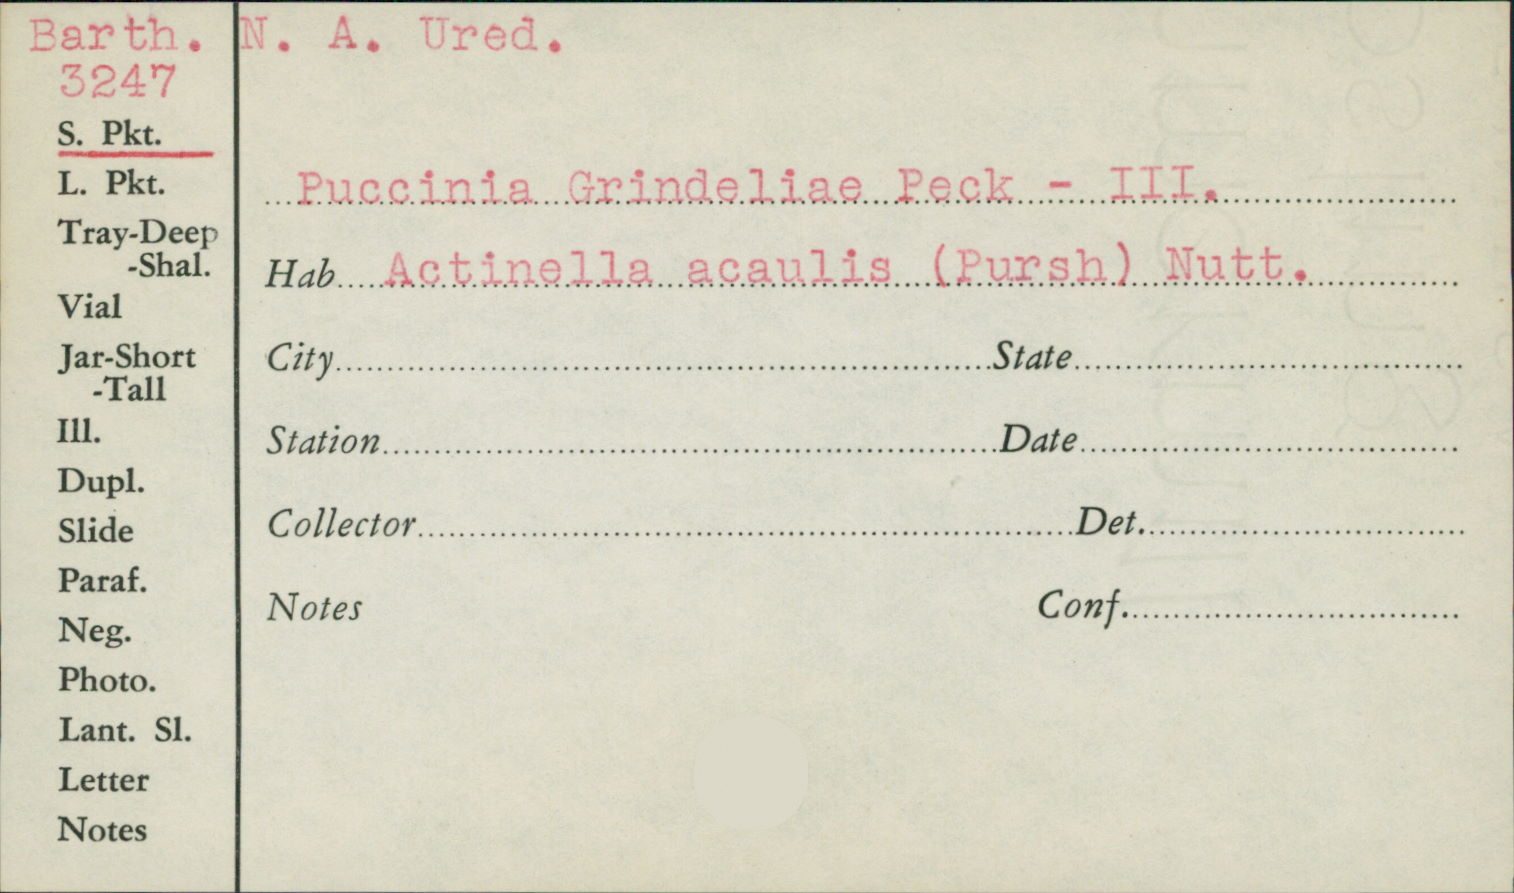 Barth. N. A. Ured.
3247
S. Pkt.
L. Pkt.
Tray-Deep
-Shal.
Vial
Jar-Short
-Tall
Ill.
Dupl.
Slide
Paraf.
Neg.
Photo.
Lant. Sl.
Letter
Notes
Puccinia Grindeliae Peck - III.
Hab Actinella acaulis (Pursh) Nutt.
City State
Station Date
Collector Det.
Notes Conf.